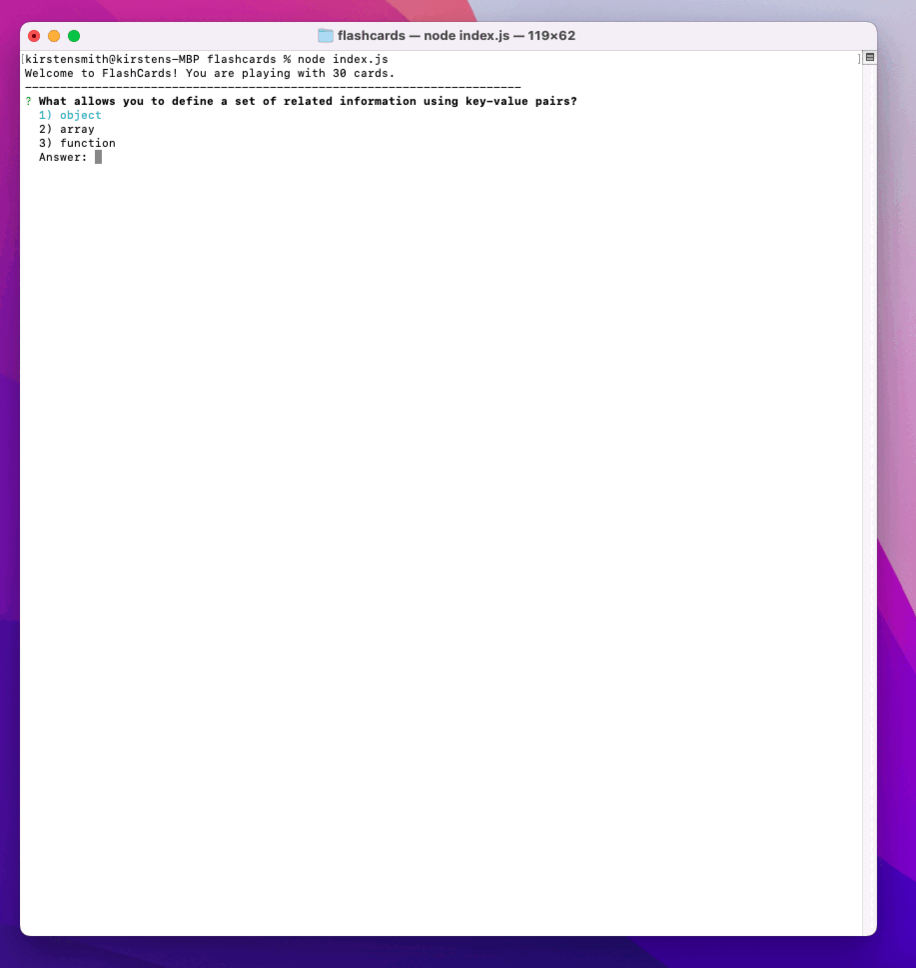 flashcards — node index.js — 119×62
[kirstensmith@kirstens-MBP flashcards % node index.js ]
Welcome to FlashCards! You are playing with 30 cards.
-----------------------------------------------------------------------
? What allows you to define a set of related information using key-value pairs?
1) object
2) array
3) function
Answer: